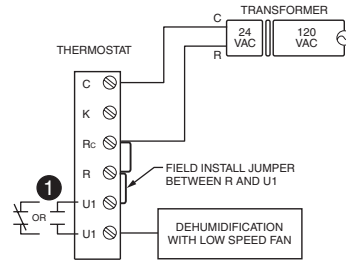 TRANSFORMER
C
24
VAC
120
VAC
R
THERMOSTAT
C
K
RC
R
FIELD INSTALL JUMPER
BETWEEN R AND U1
1
U1
OR
U1
DEHUMIDIFICATION
WITH LOW SPEED FAN